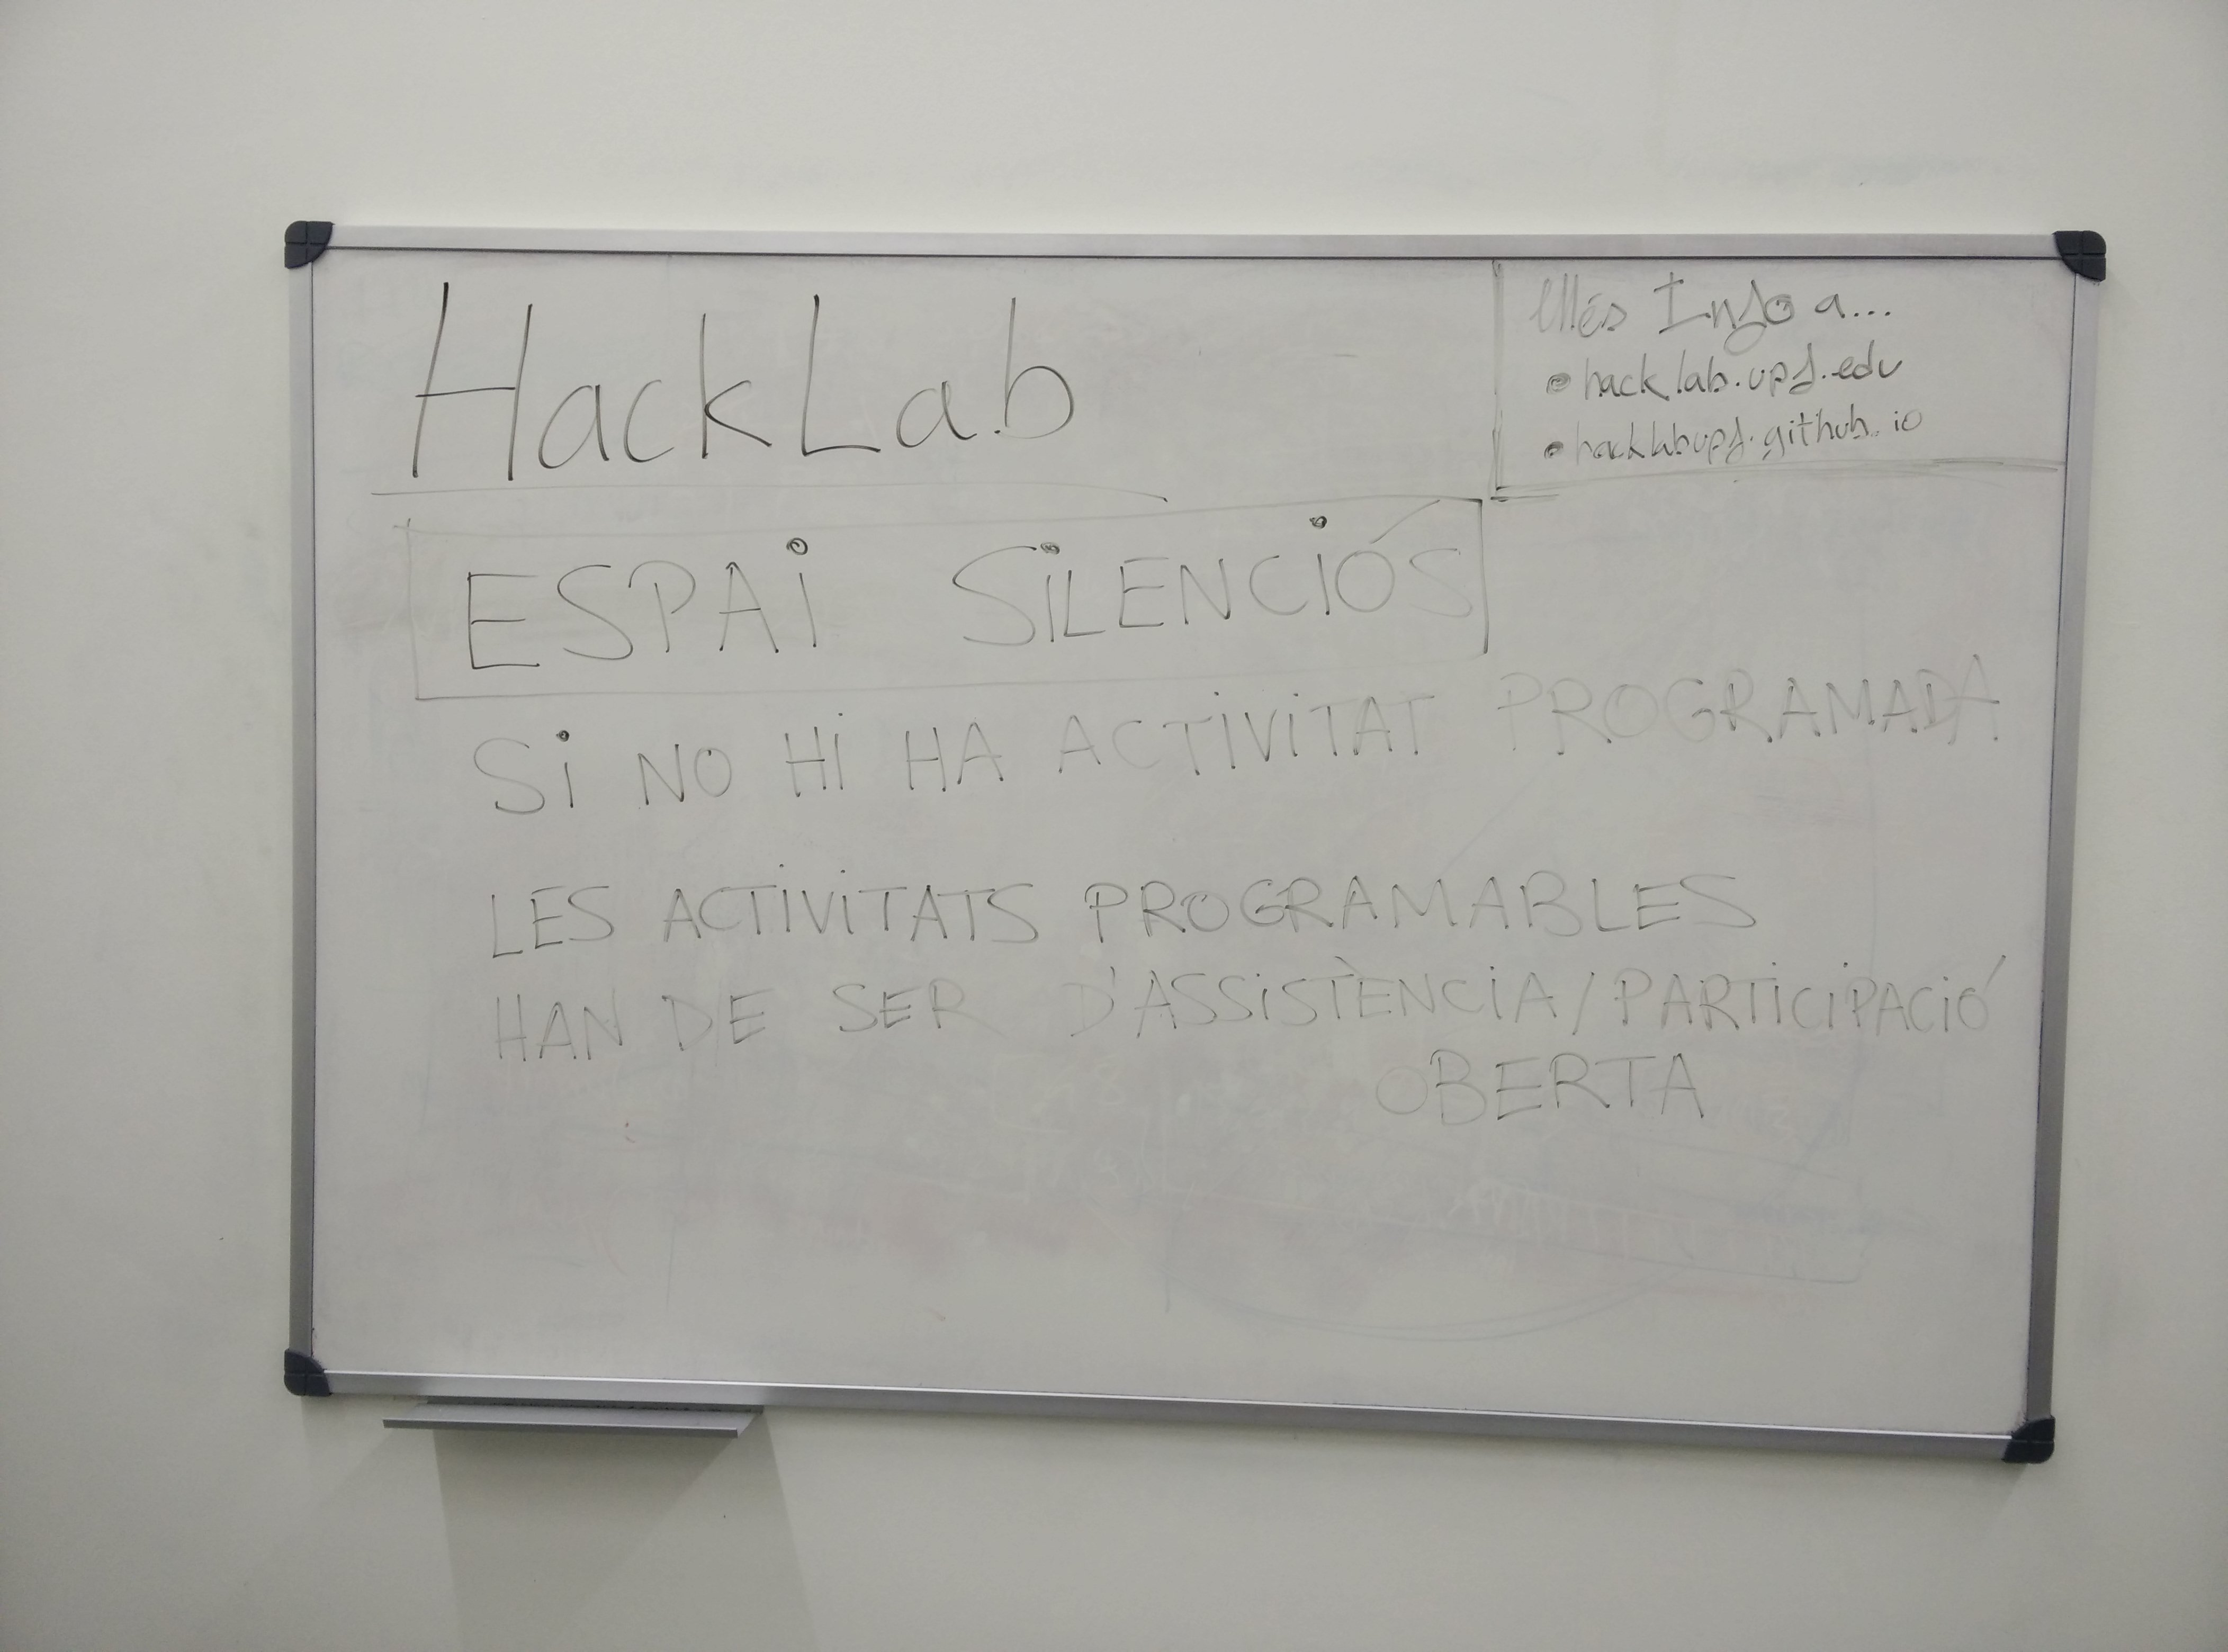 HackLab
Més Info a...
• hacklab.upf.edu
• hacklabupf.github.io
ESPAi SiLENCiÓS
Si NO Hi HA ACTiViTAT PROGRAMADA
LES ACTiViTATS PROGRAMABLES
HAN DE SER D'ASSiSTÈNCiA/PARTiCiPACiÓ
OBERTA